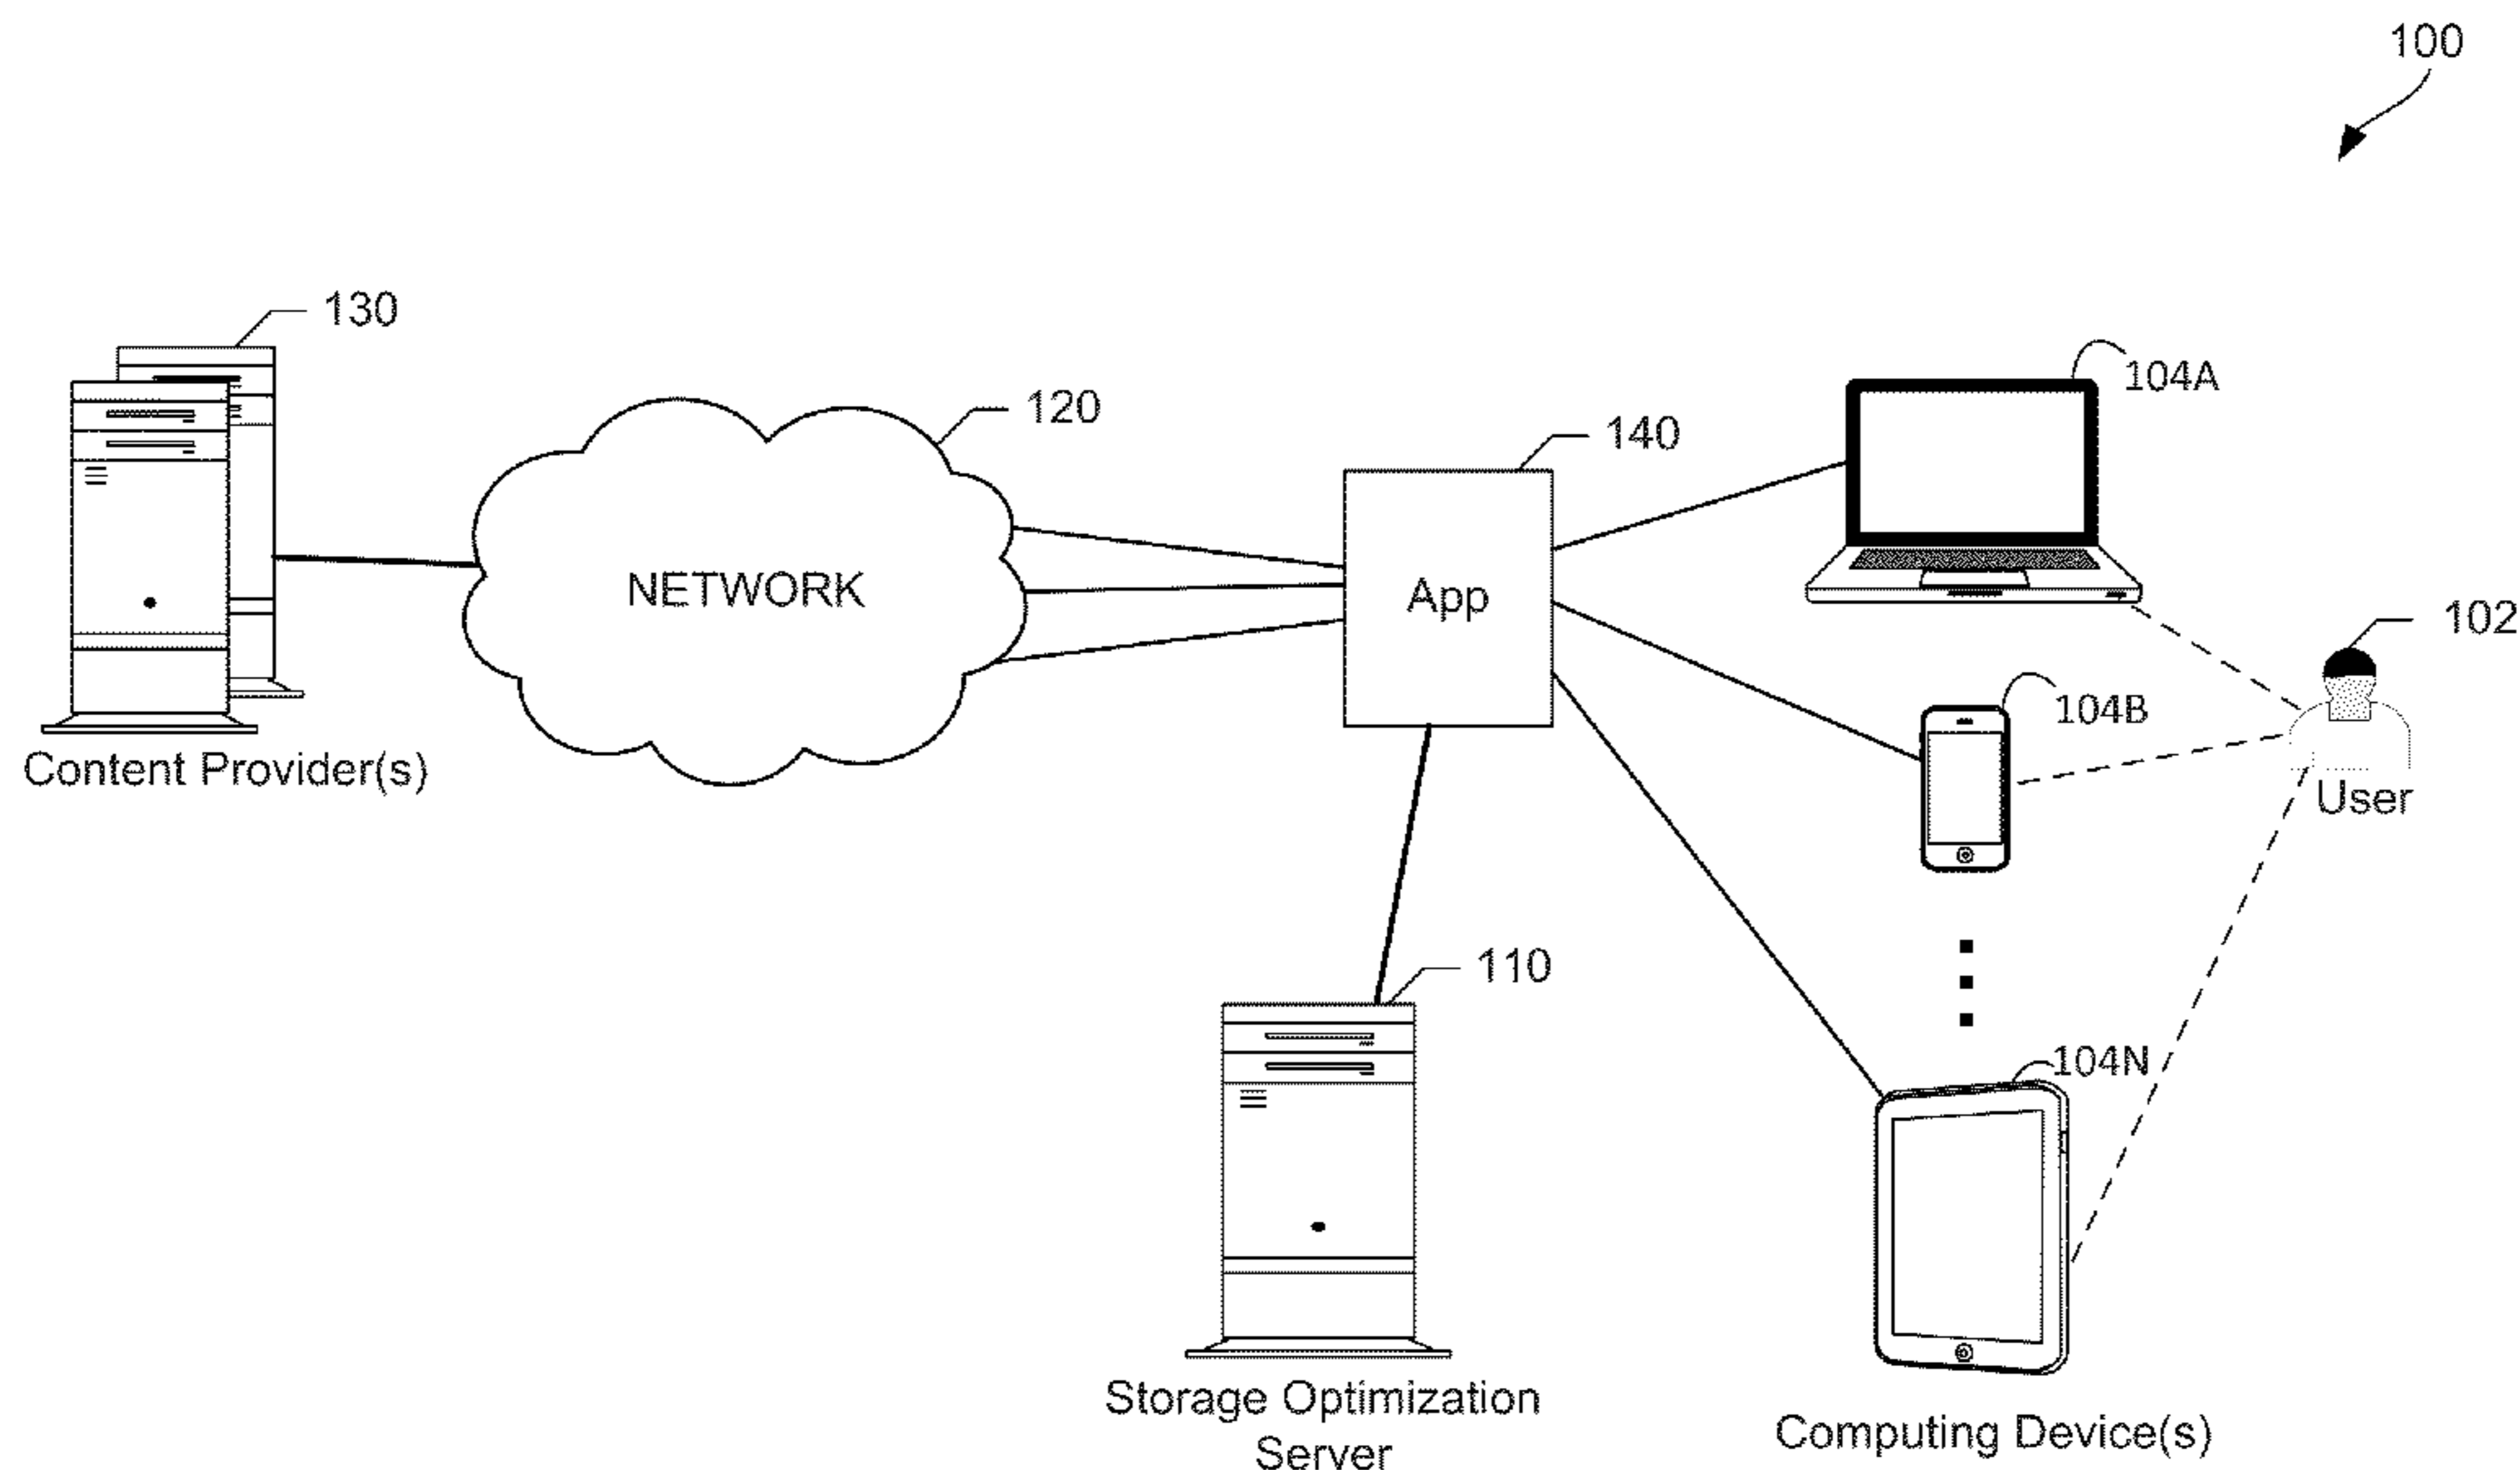 100
130
120
140
104A
102
NETWORK
App
104B
Content Provider(s)
User
110
104N
Storage Optimization
Server
Computing Device(s)